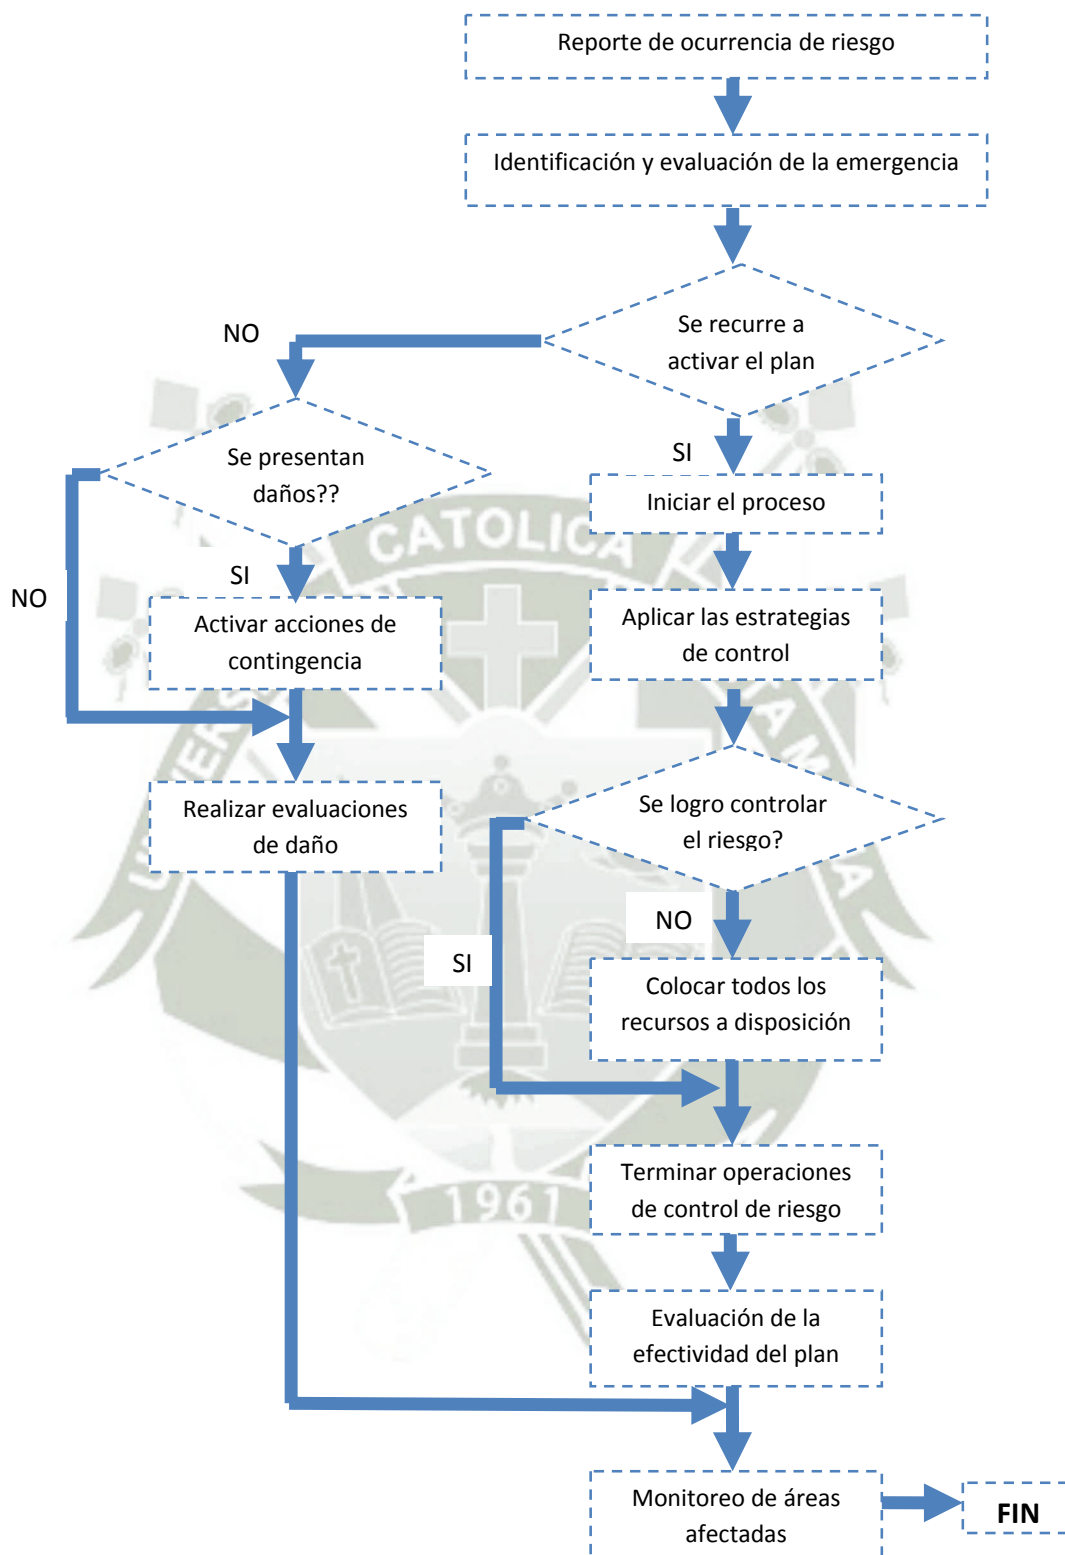 Reporte de ocurrencia de riesgo
Identificación y evaluación de la emergencia
Se recurre a
activar el plan
NO
SI
Se presentan
daños??
Iniciar el proceso
CATOLICA
SI
NO
Activar acciones de
contingencia
Aplicar las estrategias
de control
Realizar evaluaciones
de daño
Se logro controlar
el riesgo?
NO
SI
Colocar todos los
recursos a disposición
Terminar operaciones
de control de riesgo
1961
Evaluación de la
efectividad del plan
Monitoreo de áreas
afectadas
FIN